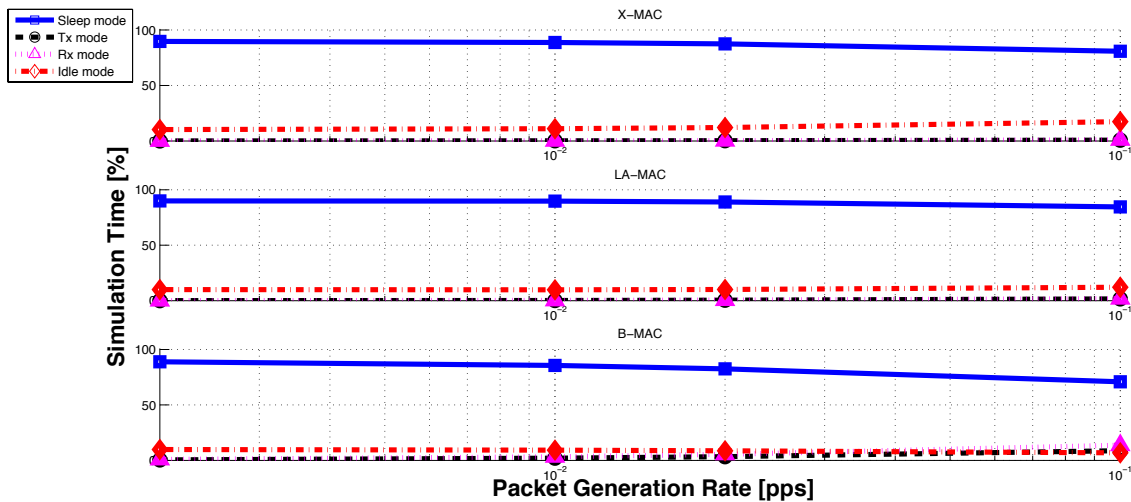 Sleep mode
Tx mode
Rx mode
Idle mode
X−MAC
100
50
0
10−2
10−1
LA−MAC
100
50
0
10−2
10−1
B−MAC
100
50
0
10−2
10−1
Simulation Time [%]
Packet Generation Rate [pps]